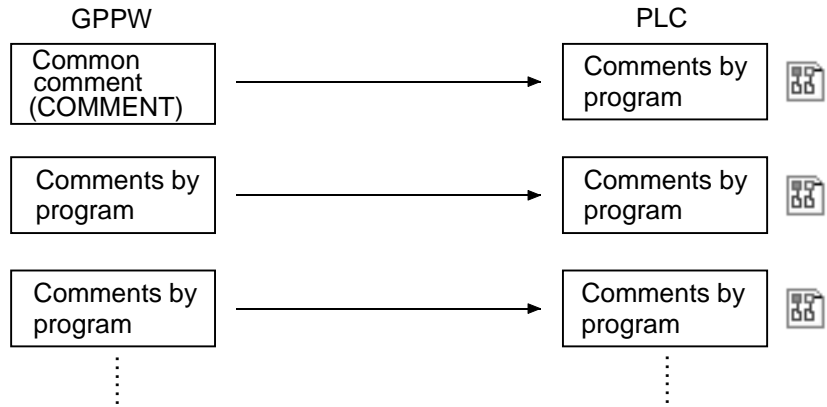 GPPW
PLC
Common
comment
(COMMENT)
Comments by
program
Comments by
program
Comments by
program
Comments by
program
Comments by
program